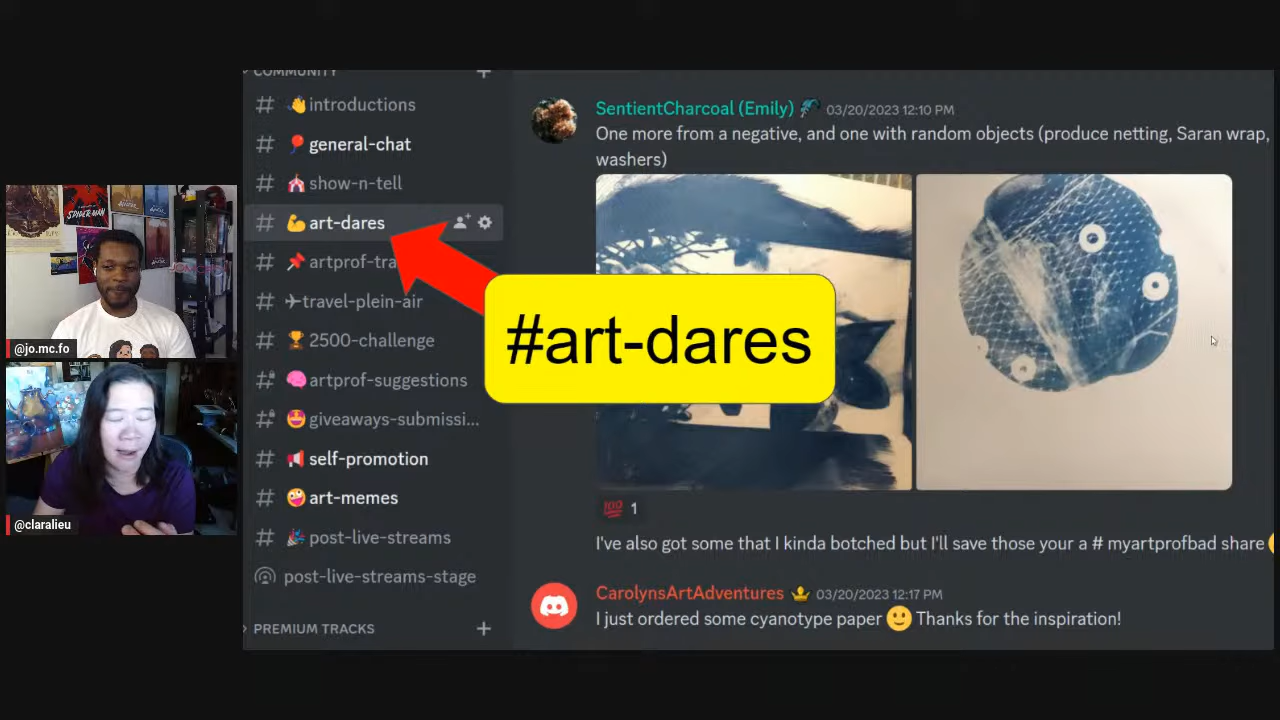 COMMUNITY
introductions
general-chat
show-n-tell
art-dares
artprof-tra
travel-plein-air
2500-challenge
artprof-suggestions
giveaways-submissi...
self-promotion
art-memes
post-live-streams
post-live-streams-stage
PREMIUM TRACKS
SentientCharcoal (Emily) 03/20/2023 12:10 PM
One more from a negative, and one with random objects (produce netting, Saran wrap,
washers)
#art-dares
100 1
I've also got some that I kinda botched but I'll save those your a # myartprofbad share
CarolynsArtAdventures 03/20/2023 12:17 PM
I just ordered some cyanotype paper Thanks for the inspiration!
SPIDER-MAN
@jo.mc.fo
@claralieu